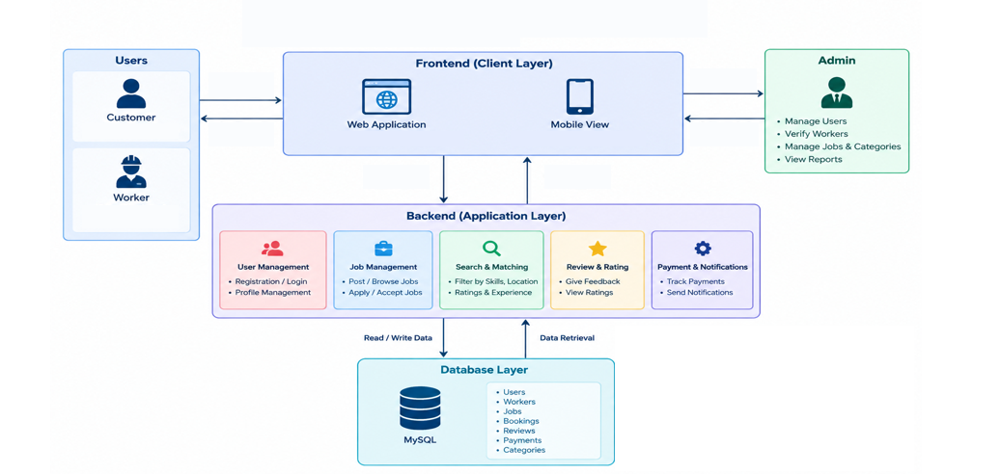 Users
Customer
Worker
Frontend (Client Layer)
Web Application
Mobile View
Admin
• Manage Users
• Verify Workers
• Manage Jobs & Categories
• View Reports
Backend (Application Layer)
User Management
• Registration / Login
• Profile Management
Job Management
• Post / Browse Jobs
• Apply / Accept Jobs
Search & Matching
• Filter by Skills, Location
• Ratings & Experience
Review & Rating
• Give Feedback
• View Ratings
Payment & Notifications
• Track Payments
• Send Notifications
Read / Write Data
Data Retrieval
Database Layer
MySQL
• Users
• Workers
• Jobs
• Bookings
• Reviews
• Payments
• Categories